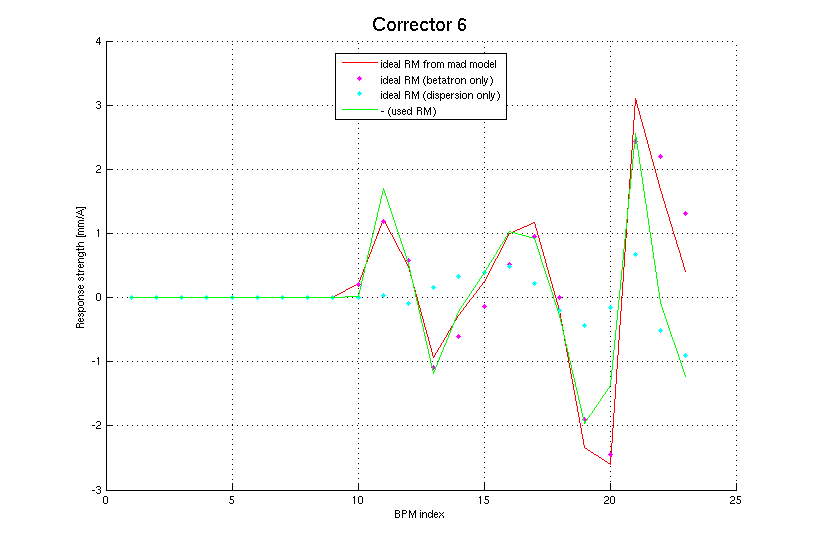 Corrector 6
ideal RM from mad model
ideal RM (betatron only)
ideal RM (dispersion only)
- (used RM)
4
3
2
1
0
-1
-2
-3
Response strength [mm/A]
0 5 10 15 20 25
BPM index